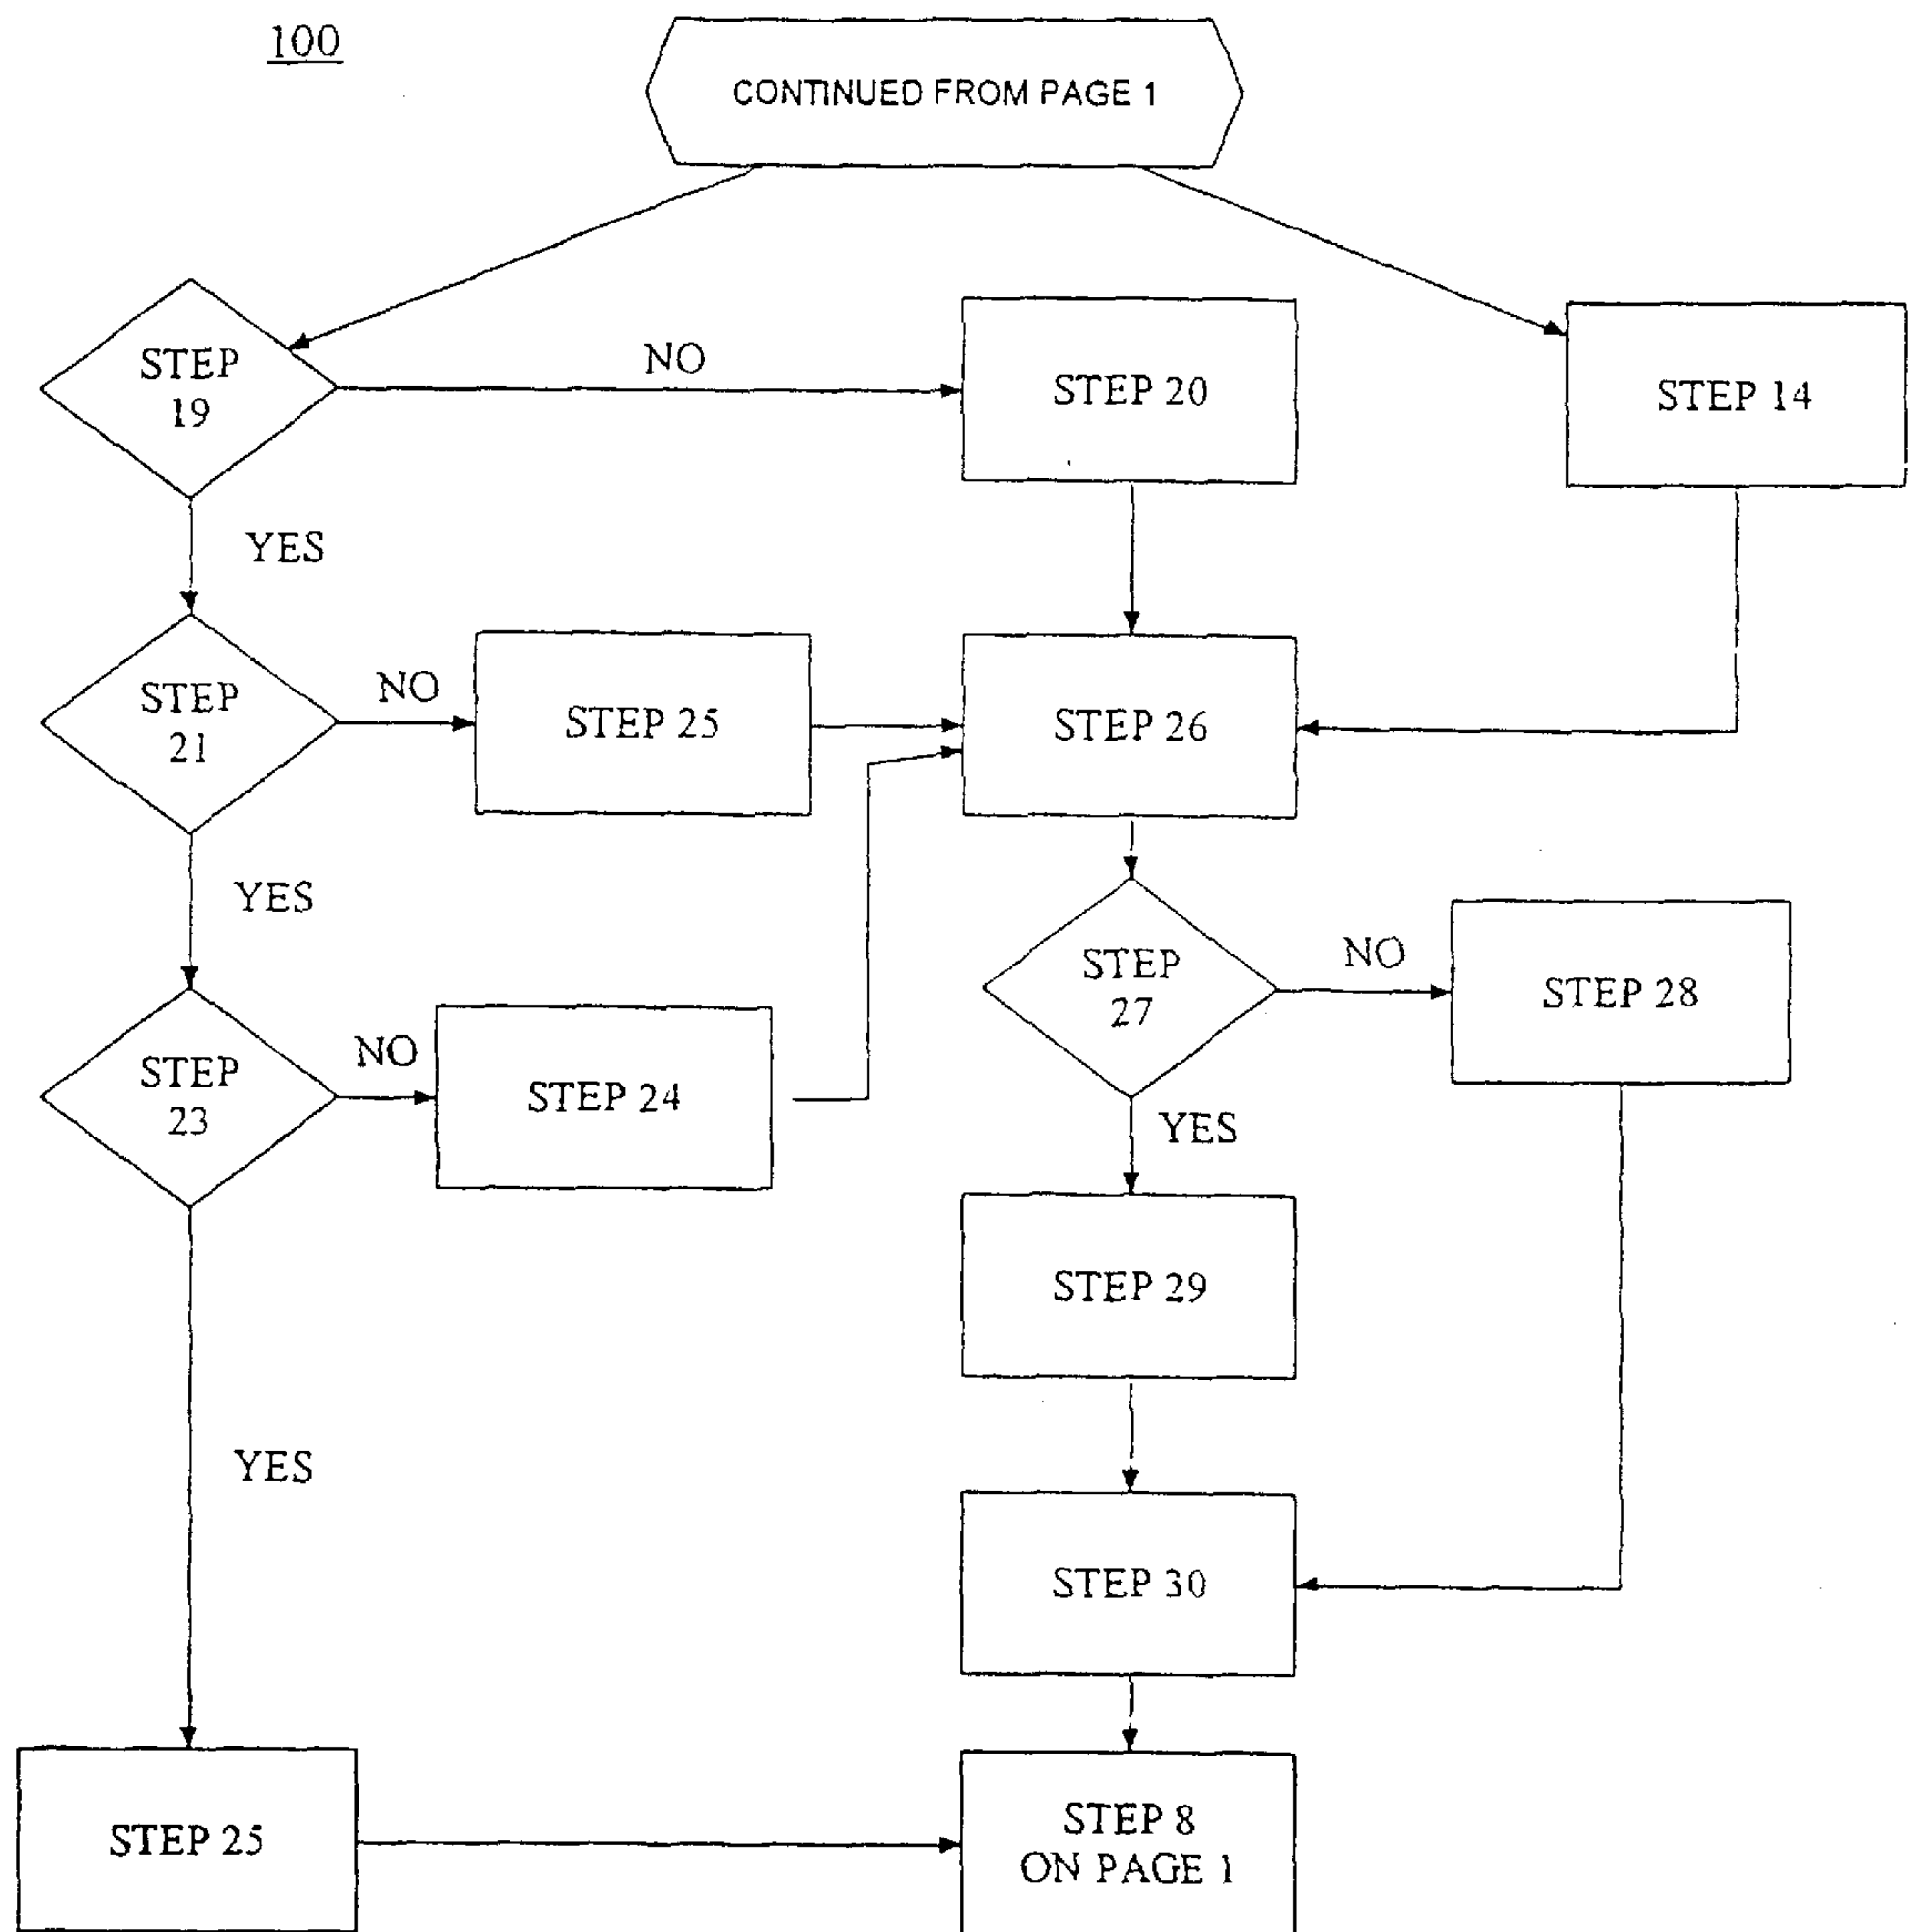 100
CONTINUED FROM PAGE 1
STEP
19
NO
STEP 20
STEP 14
YES
STEP
21
NO
STEP 25
STEP 26
YES
STEP
27
NO
STEP 28
STEP
23
NO
STEP 24
YES
STEP 29
YES
STEP 30
STEP 25
STEP 8
ON PAGE 1